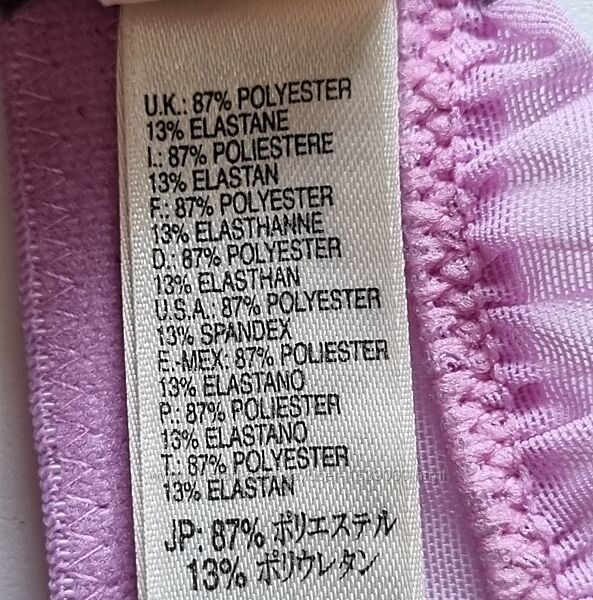 U.K.: 87% POLYESTER
13% ELASTANE
I.: 87% POLIESTERE
13% ELASTAN
F.: 87% POLYESTER
13% ELASTHANNE
D.: 87% POLYESTER
13% ELASTHAN
U.S.A.: 87% POLYESTER
13% SPANDEX
E.-MEX: 87% POLIESTER
13% ELASTANO
P.: 87% POLIESTER
13% ELASTANO
T.: 87% POLYESTER
13% ELASTAN
JP: 87% ポリエステル
13% ポリウレタン